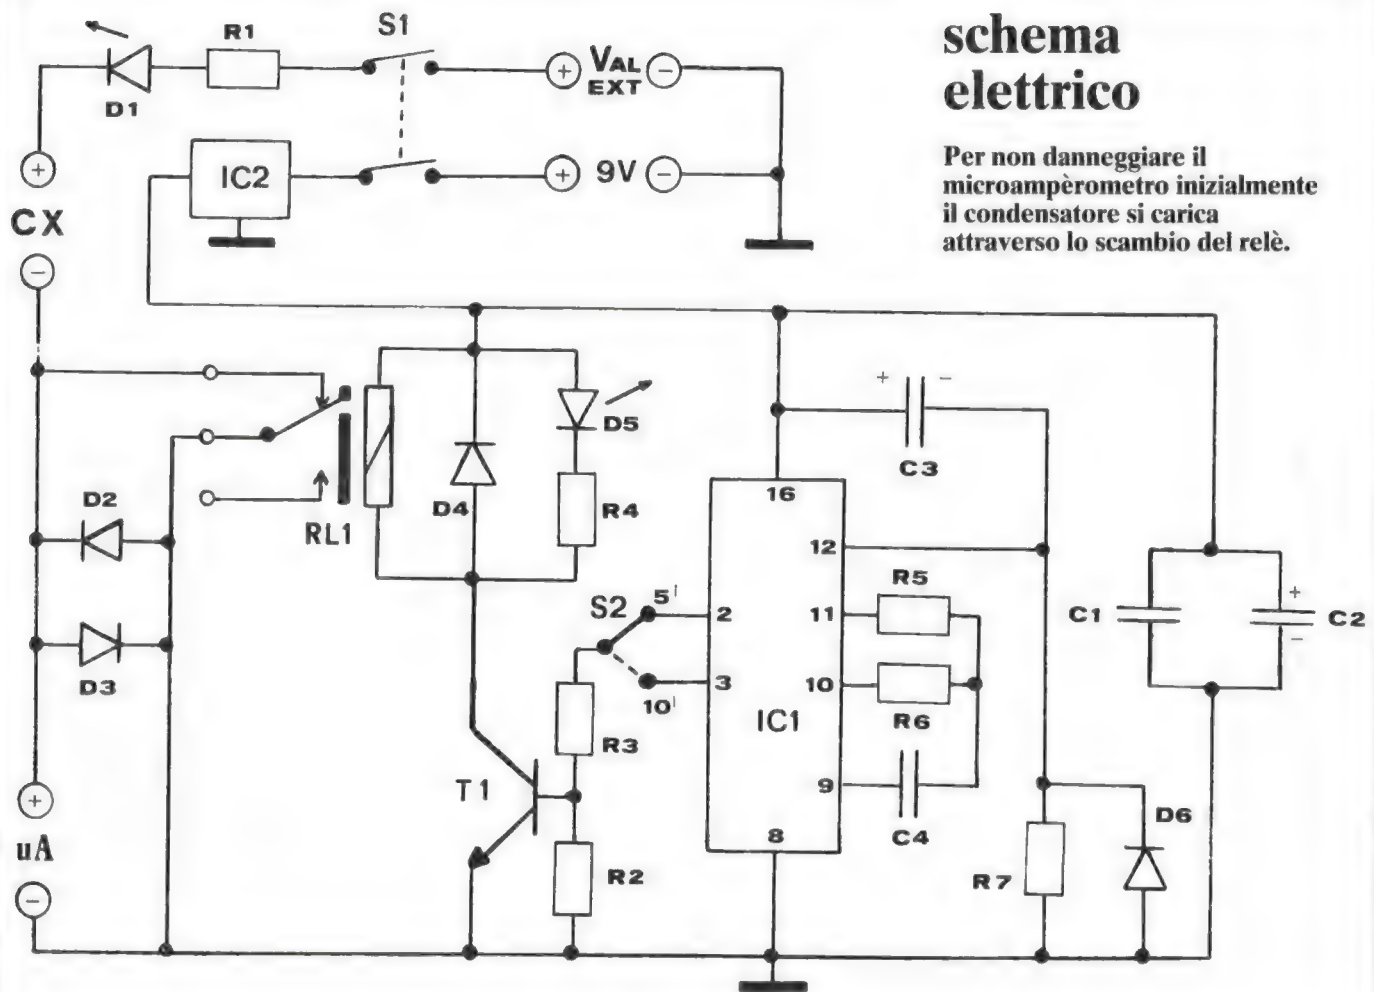 schema
elettrico
Per non danneggiare il
microampèrometro inizialmente
il condensatore si carica
attraverso lo scambio del relè.
R1
S1
D1
+ VAL EXT −
IC2
+ 9V −
+
CX
−
+ −
C3
D5
D4
R4
RL1
D2
D3
16
12
11
10
9
8
2
3
IC1
S2
5'
10'
R5
R6
C4
R3
R2
T1
C1
+
C2
−
R7
D6
+
uA
−